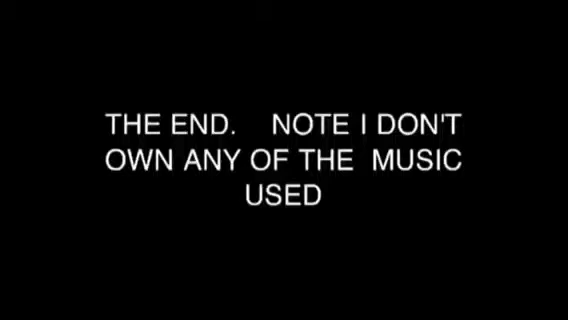 THE END.    NOTE I DON'T
OWN ANY OF THE  MUSIC
USED